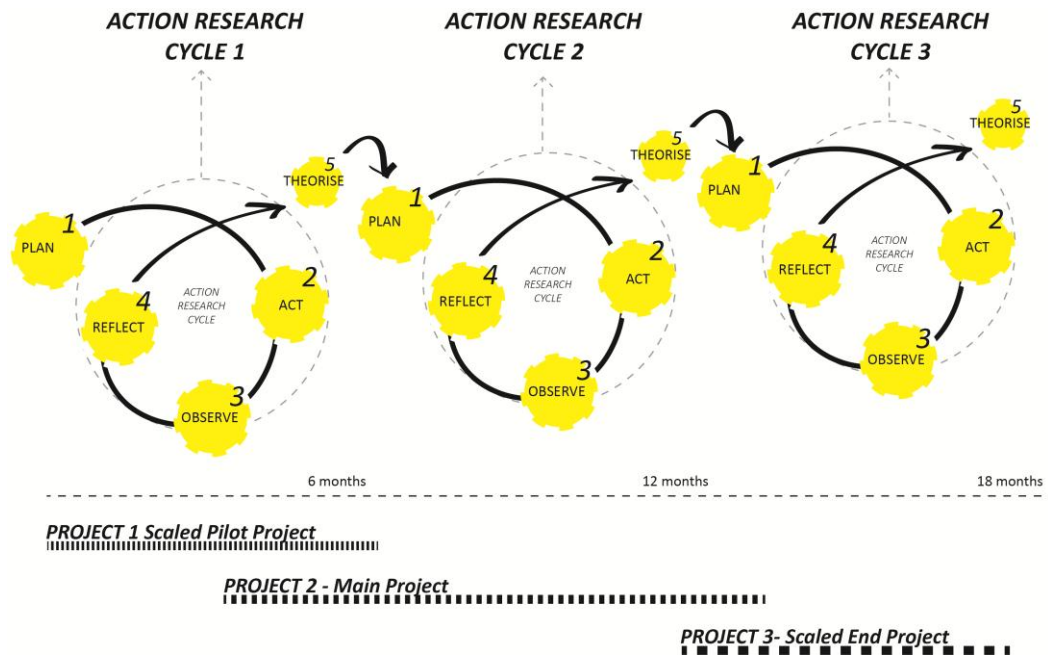 ACTION RESEARCH
CYCLE 1
ACTION RESEARCH
CYCLE 2
ACTION RESEARCH
CYCLE 3
1
PLAN
2
ACT
3
OBSERVE
4
REFLECT
5
THEORISE
ACTION
RESEARCH
CYCLE
1
PLAN
2
ACT
3
OBSERVE
4
REFLECT
5
THEORISE
ACTION
RESEARCH
CYCLE
1
PLAN
2
ACT
3
OBSERVE
4
REFLECT
5
THEORISE
ACTION
RESEARCH
CYCLE
6 months
12 months
18 months
PROJECT 1 Scaled Pilot Project
PROJECT 2 - Main Project
PROJECT 3- Scaled End Project